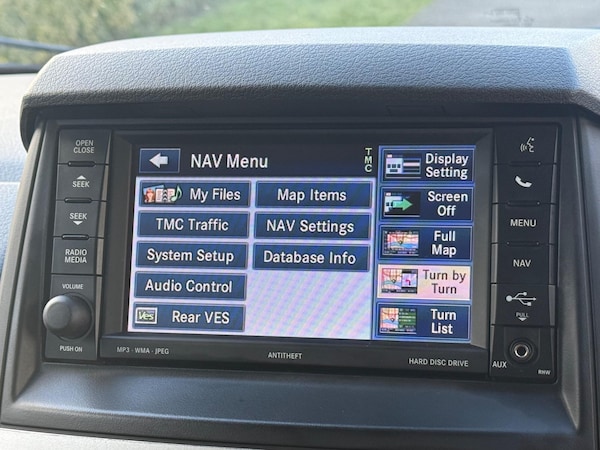 OPEN
CLOSE
SEEK
SEEK
RADIO
MEDIA
VOLUME
PUSH ON
NAV Menu
TMC
My Files
Map Items
TMC Traffic
NAV Settings
System Setup
Database Info
Audio Control
Ves
Rear VES
Display
Setting
Screen
Off
Full
Map
Turn by
Turn
Turn
List
MENU
NAV
PULL
AUX
RHW
MP3 - WMA - JPEG
ANTITHEFT
HARD DISC DRIVE